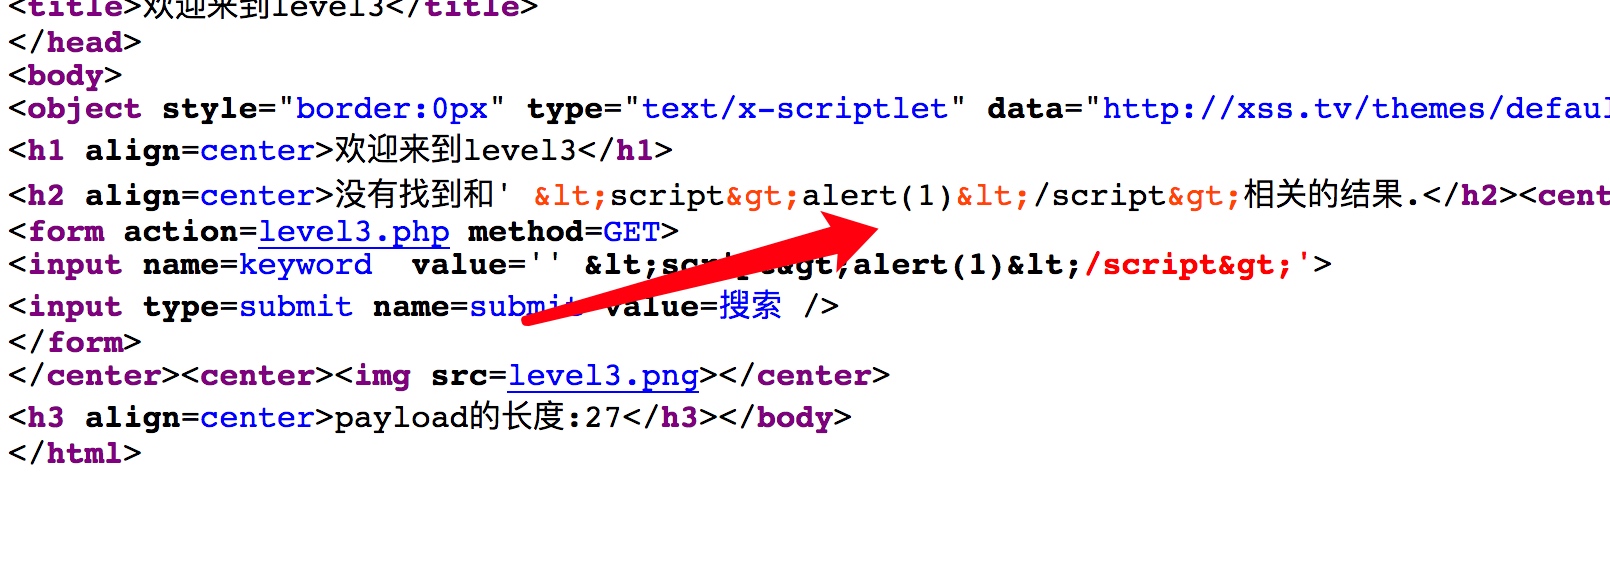 <title>欢迎来到level3</title>
</head>
<body>
<object style="border:0px" type="text/x-scriptlet" data="http://xss.tv/themes/defaul
<h1 align=center>欢迎来到level3</h1>
<h2 align=center>没有找到和' &lt;script&gt;alert(1)&lt;/script&gt;相关的结果.</h2><cent
<form action=level3.php method=GET>
<input name=keyword  value='' &lt;script&gt;alert(1)&lt;/script&gt;'>
<input type=submit name=submit value=搜索 />
</form>
</center><center><img src=level3.png></center>
<h3 align=center>payload的长度:27</h3></body>
</html>